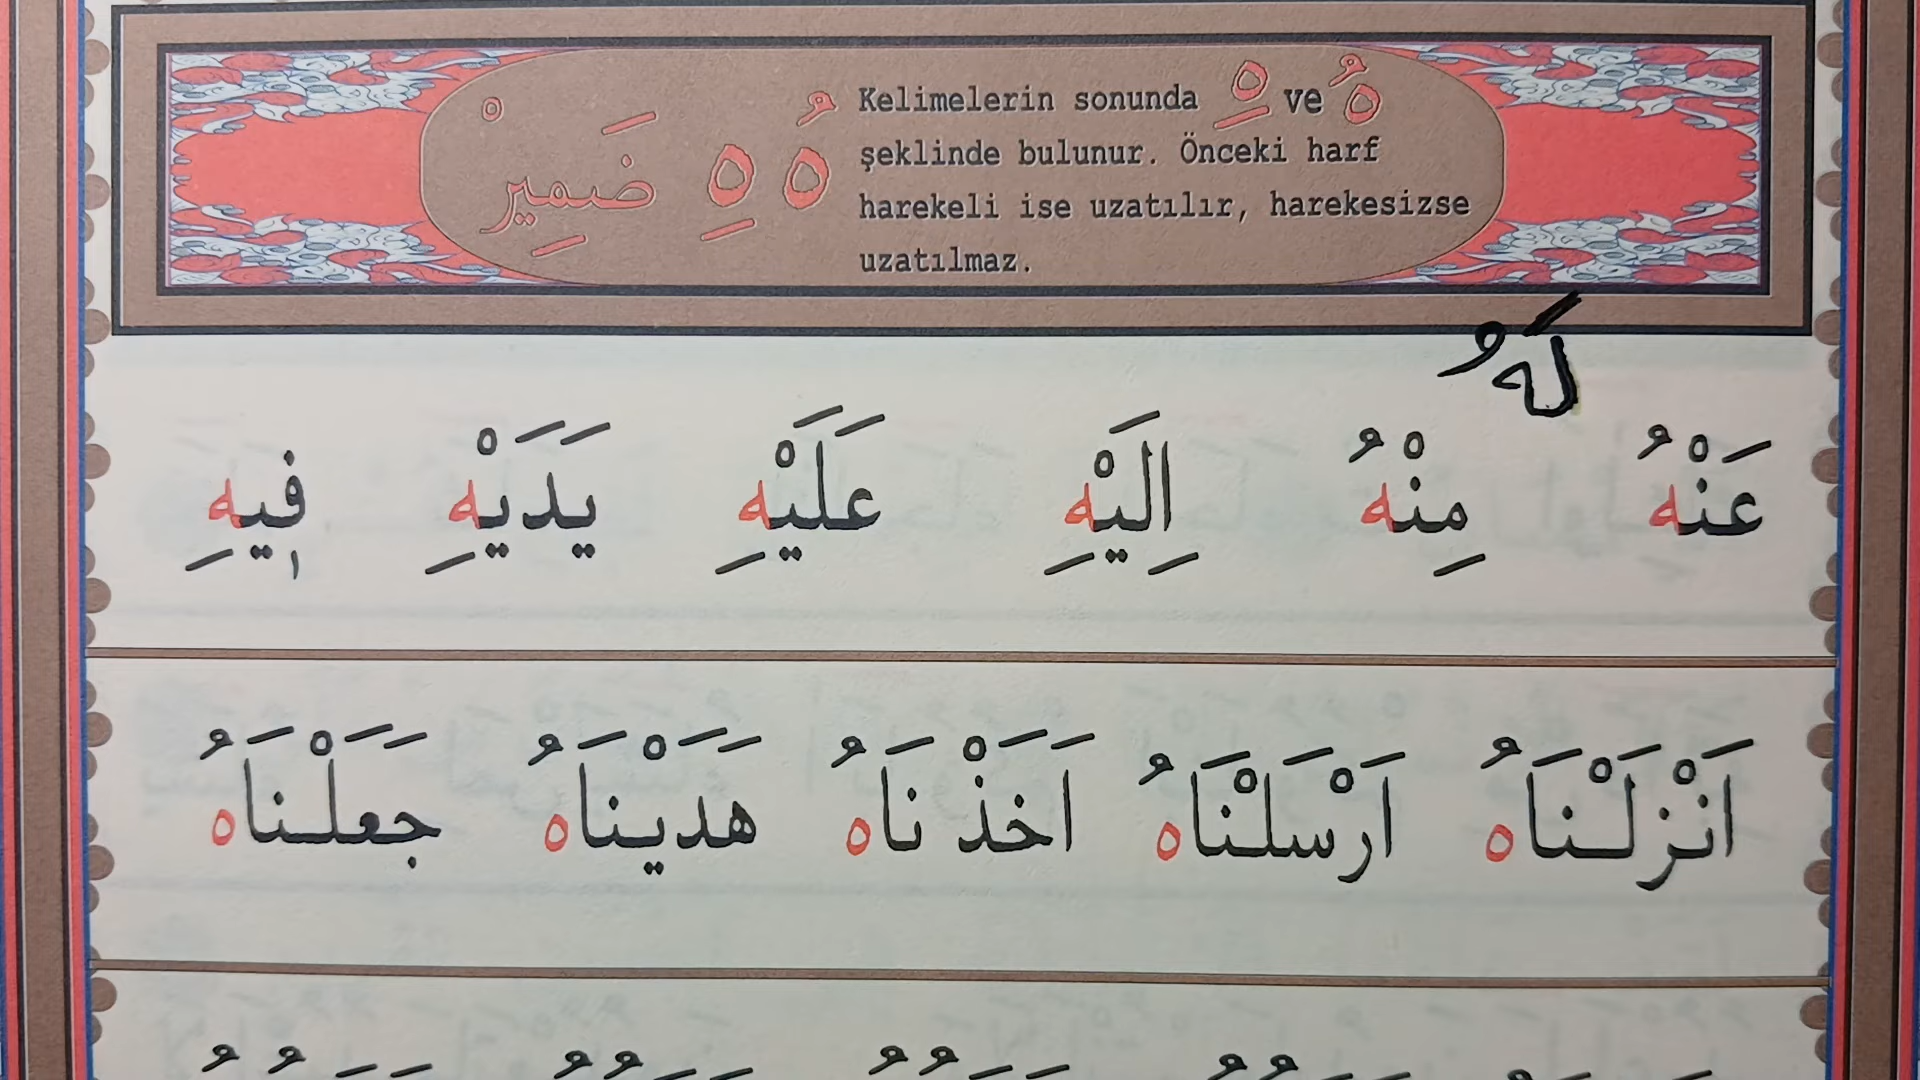 Kelimelerin sonunda هِ ve هُ
şeklinde bulunur. Önceki harf
harekeli ise uzatılır, harekesizse
uzatılmaz.
هُ هِ ضَمِيرْ
لَهُ
عَنْهُ مِنْهُ اِلَيْهِ عَلَيْهِ يَدَيْهِ فٖيهِ
اَنْزَلْنَاهُ اَرْسَلْنَاهُ اَخَذْنَاهُ هَدَيْنَاهُ جَعَلْنَاهُ